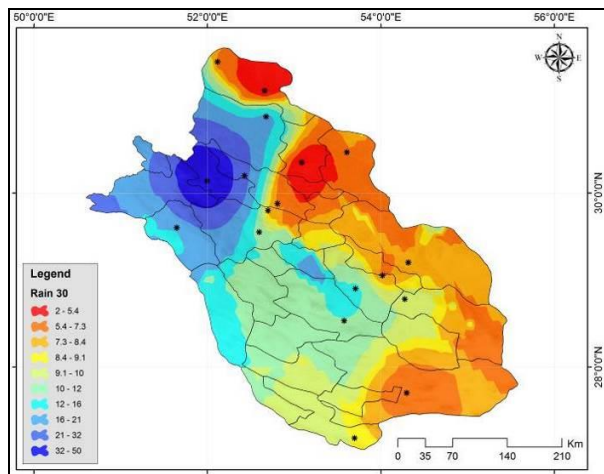 50°0'0"E 52°0'0"E 54°0'0"E 56°0'0"E
N
W E
S
30°0'0"N 30°0'0"N
28°0'0"N 28°0'0"N
Legend
Rain 30
2 - 5.4
5.4 - 7.3
7.3 - 8.4
8.4 - 9.1
9.1 - 10
10 - 12
12 - 16
16 - 21
21 - 32
32 - 50
Km
0 35 70 140 210